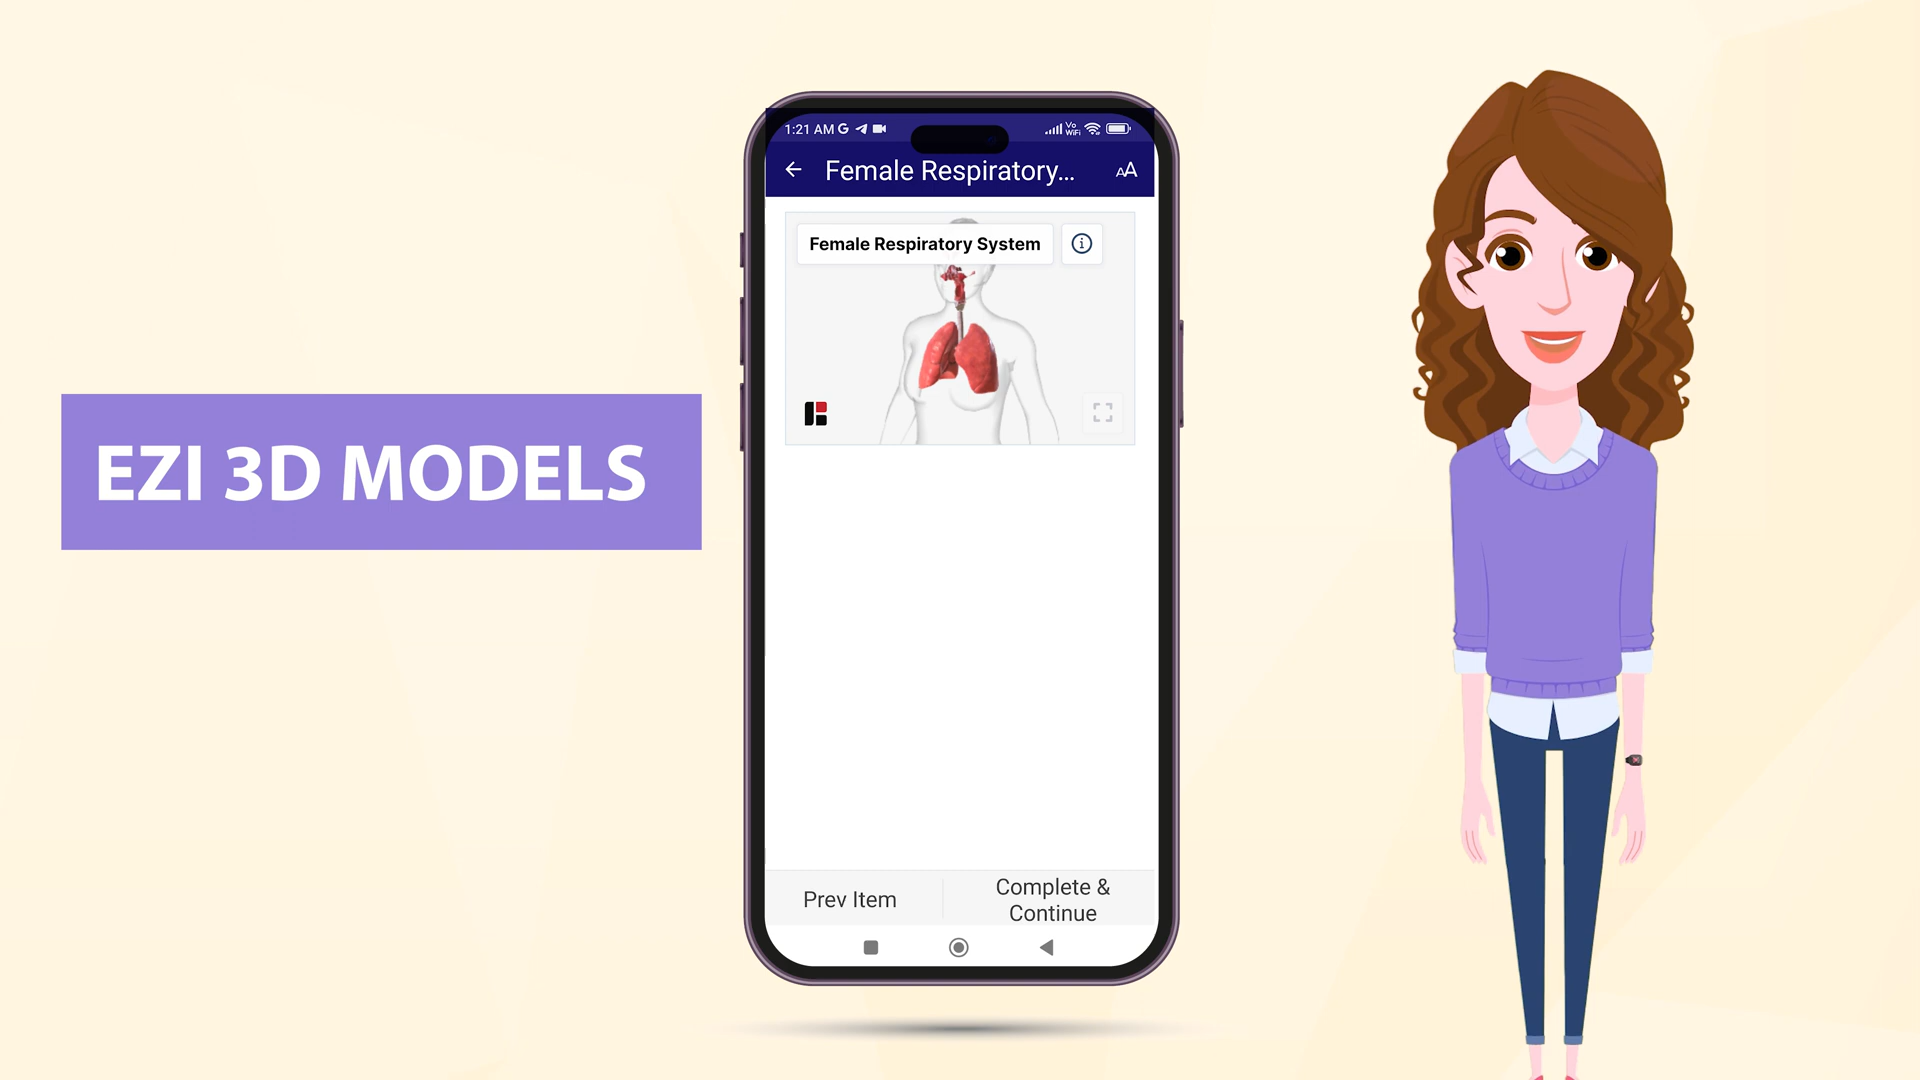 EZI 3D MODELS
1:21 AM G
Vo
WiFi
Female Respiratory...
AA
Female Respiratory System
i
Prev Item
Complete &
Continue